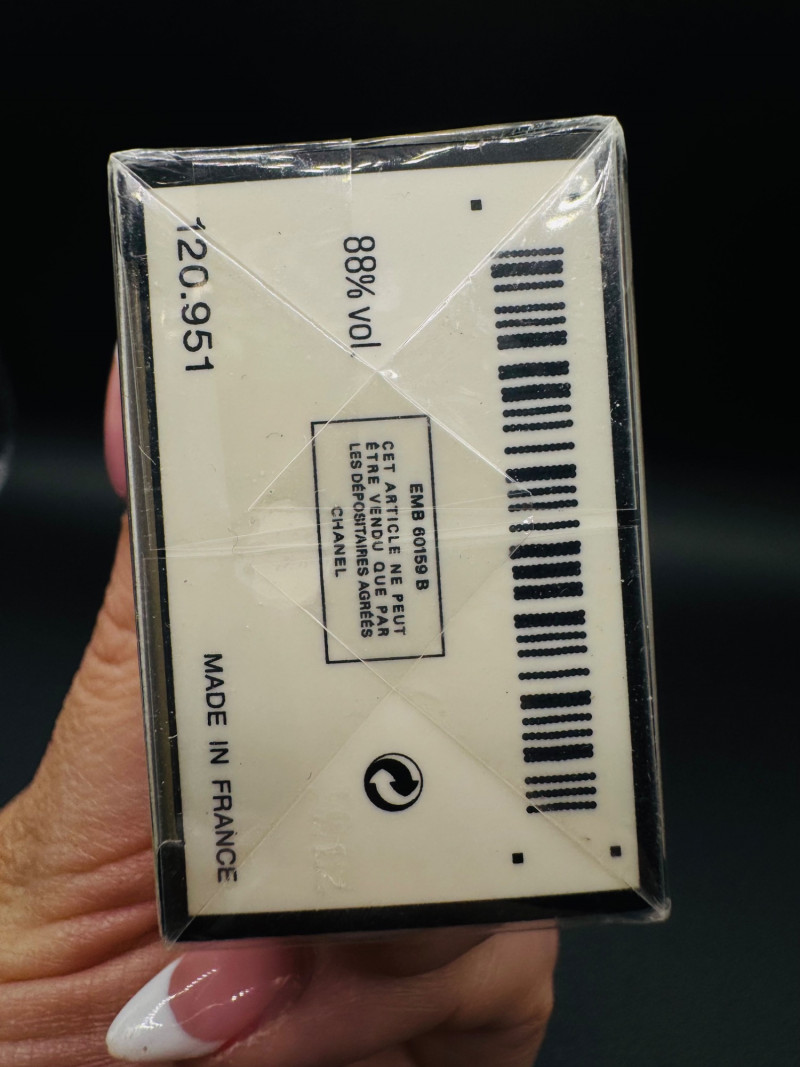 88% vol
EMB 60159 B
CET ARTICLE NE PEUT
ÊTRE VENDU QUE PAR
LES DÉPOSITAIRES AGRÉÉS
CHANEL
120.951
MADE IN FRANCE